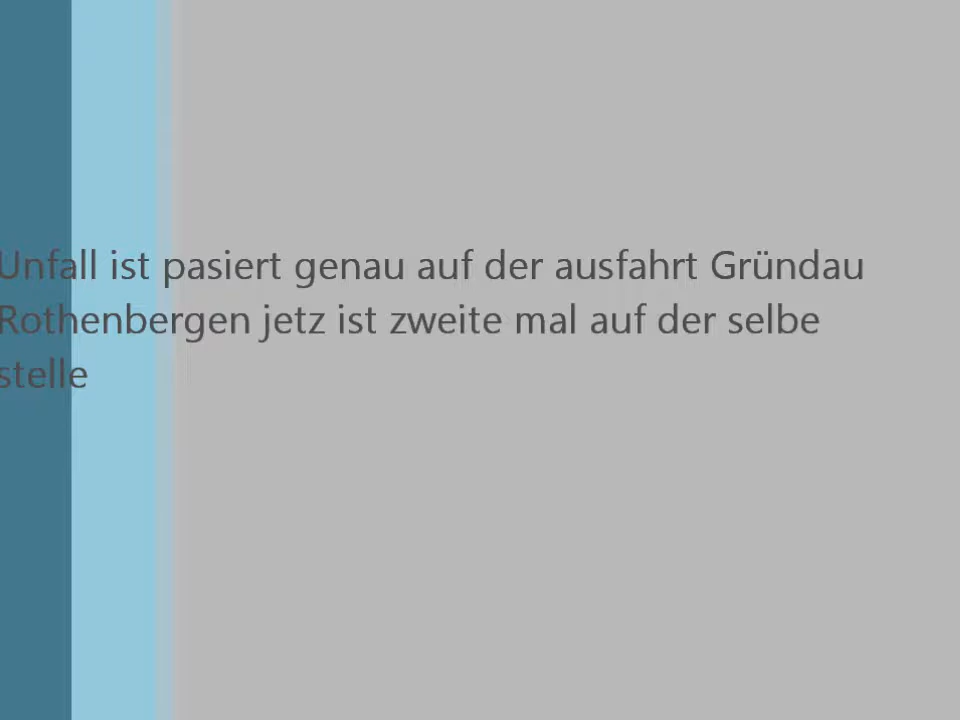 Unfall ist pasiert genau auf der ausfahrt Gründau
Rothenbergen jetz ist zweite mal auf der selbe
stelle